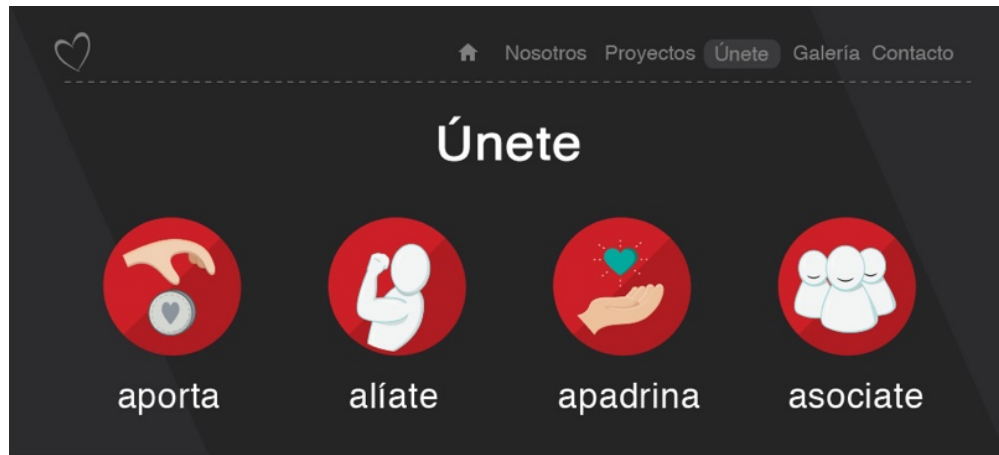 Nosotros Proyectos Únete Galería Contacto
Únete
aporta alíate apadrina asociate